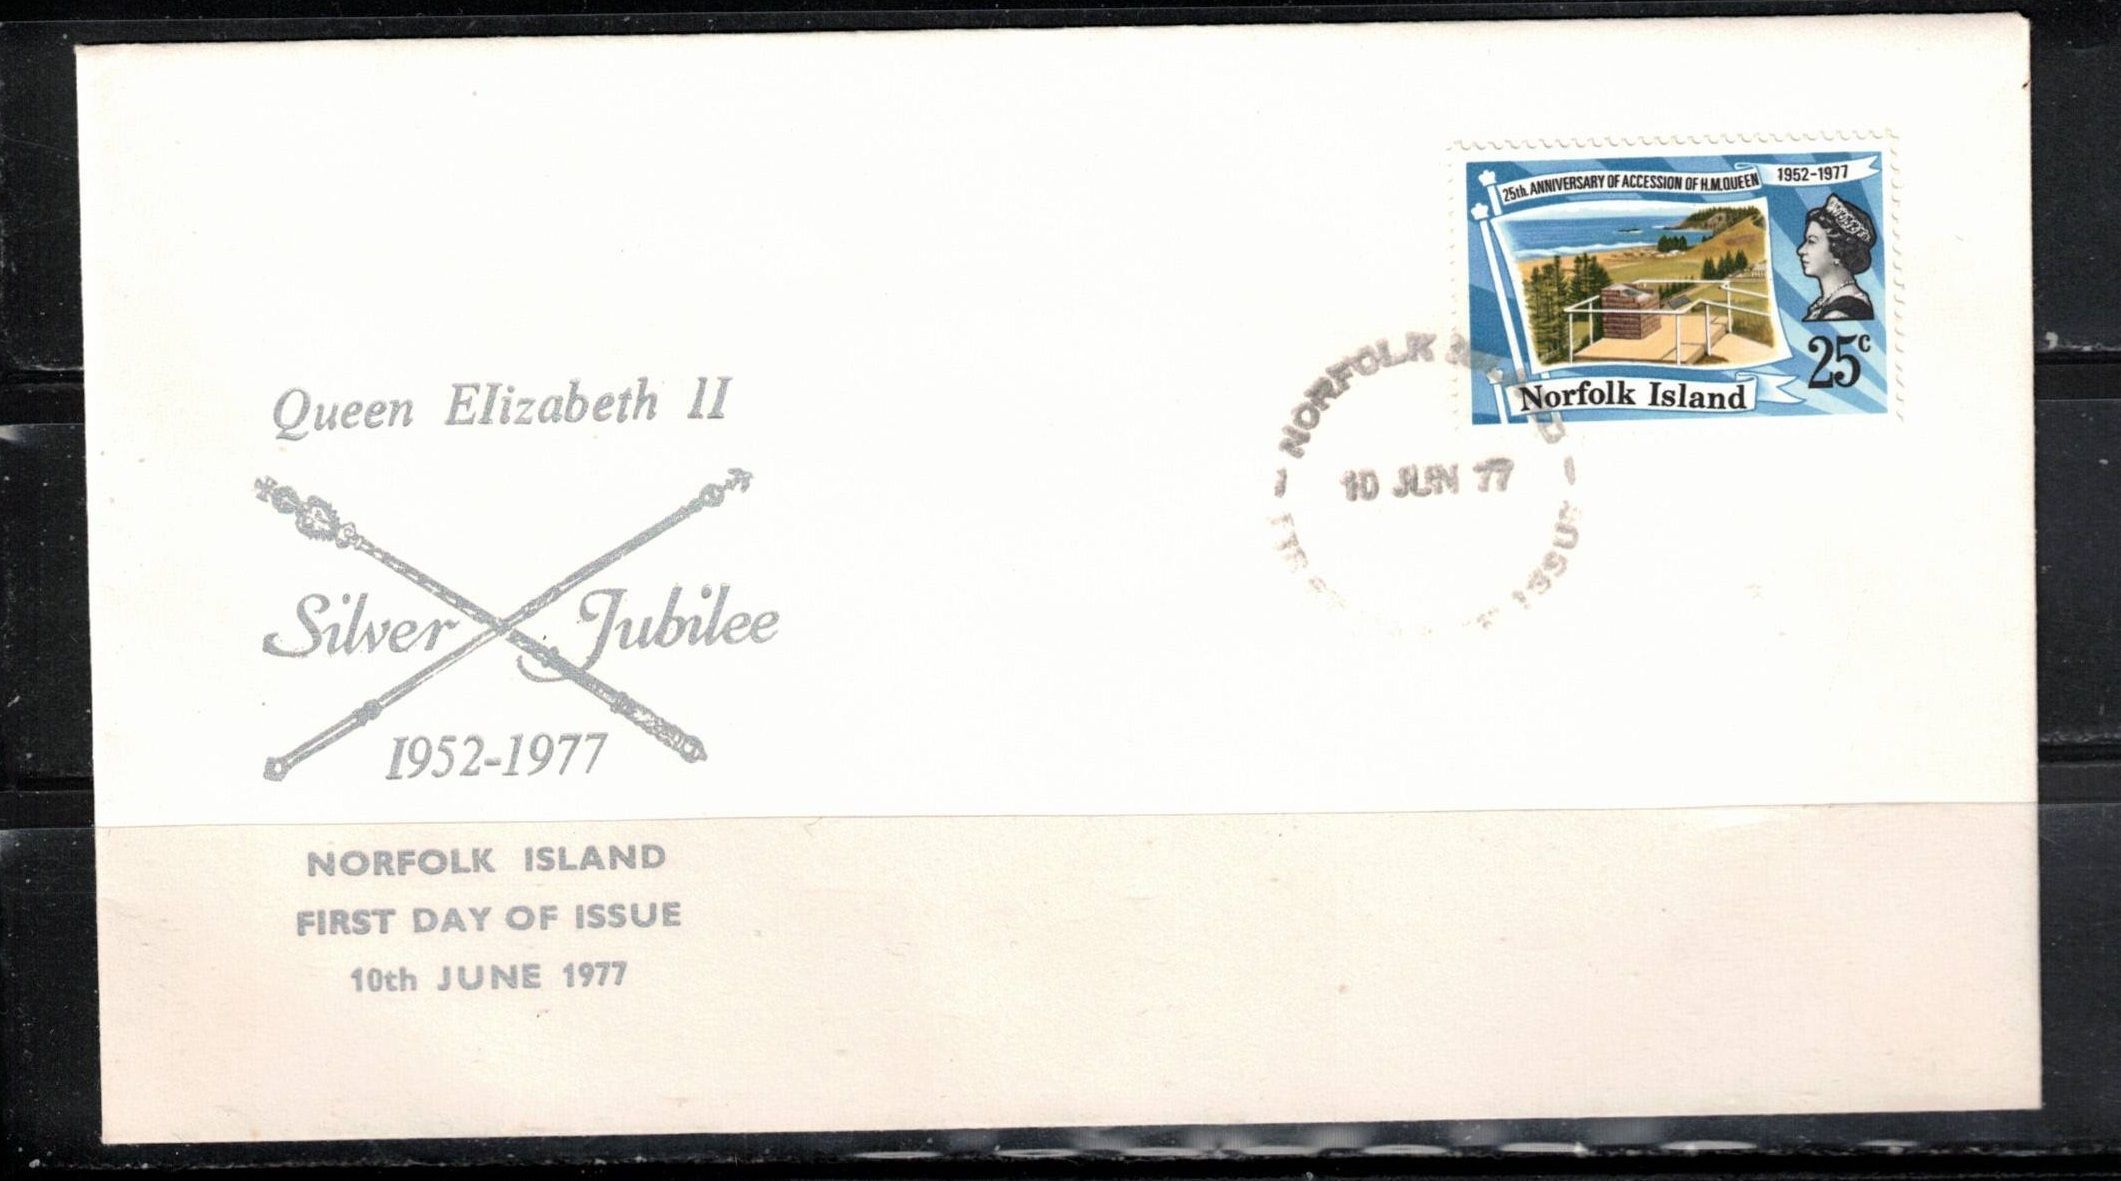 25th. ANNIVERSARY OF ACCESSION OF H.M. QUEEN 1952-1977
25c
Norfolk Island
NORFOLK
10 JUN 77
ISSUE
Queen Elizabeth II
Silver Jubilee
1952-1977
NORFOLK ISLAND
FIRST DAY OF ISSUE
10th JUNE 1977